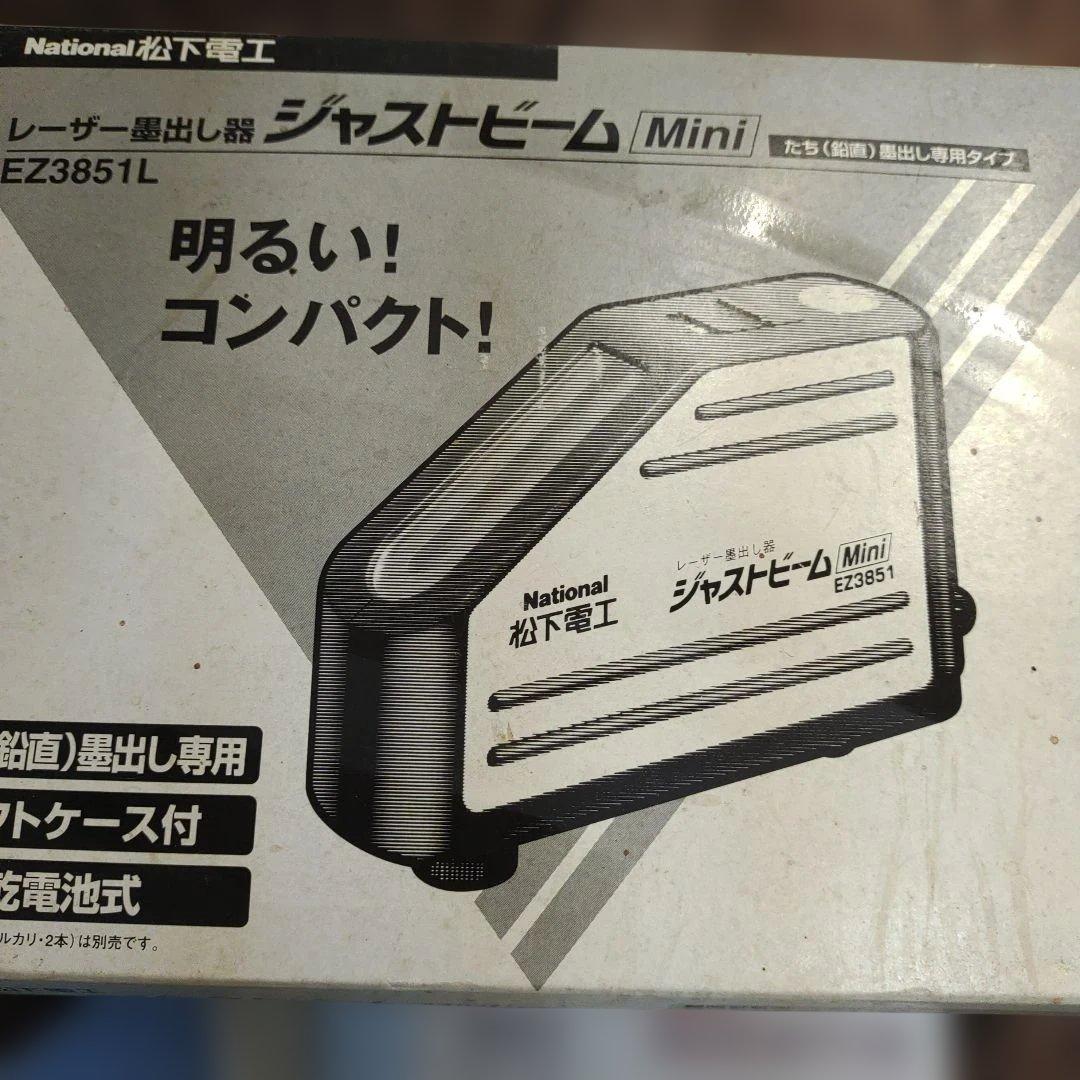 National松下電工
レーザー墨出し器 ジャストビーム Mini たち(鉛直)墨出し専用タイプ
EZ3851L
明るい!
コンパクト!
レーザー墨出し器
National ジャストビーム Mini
松下電工 EZ3851
鉛直)墨出し専用
フトケース付
乾電池式
ルカリ・2本)は別売です。